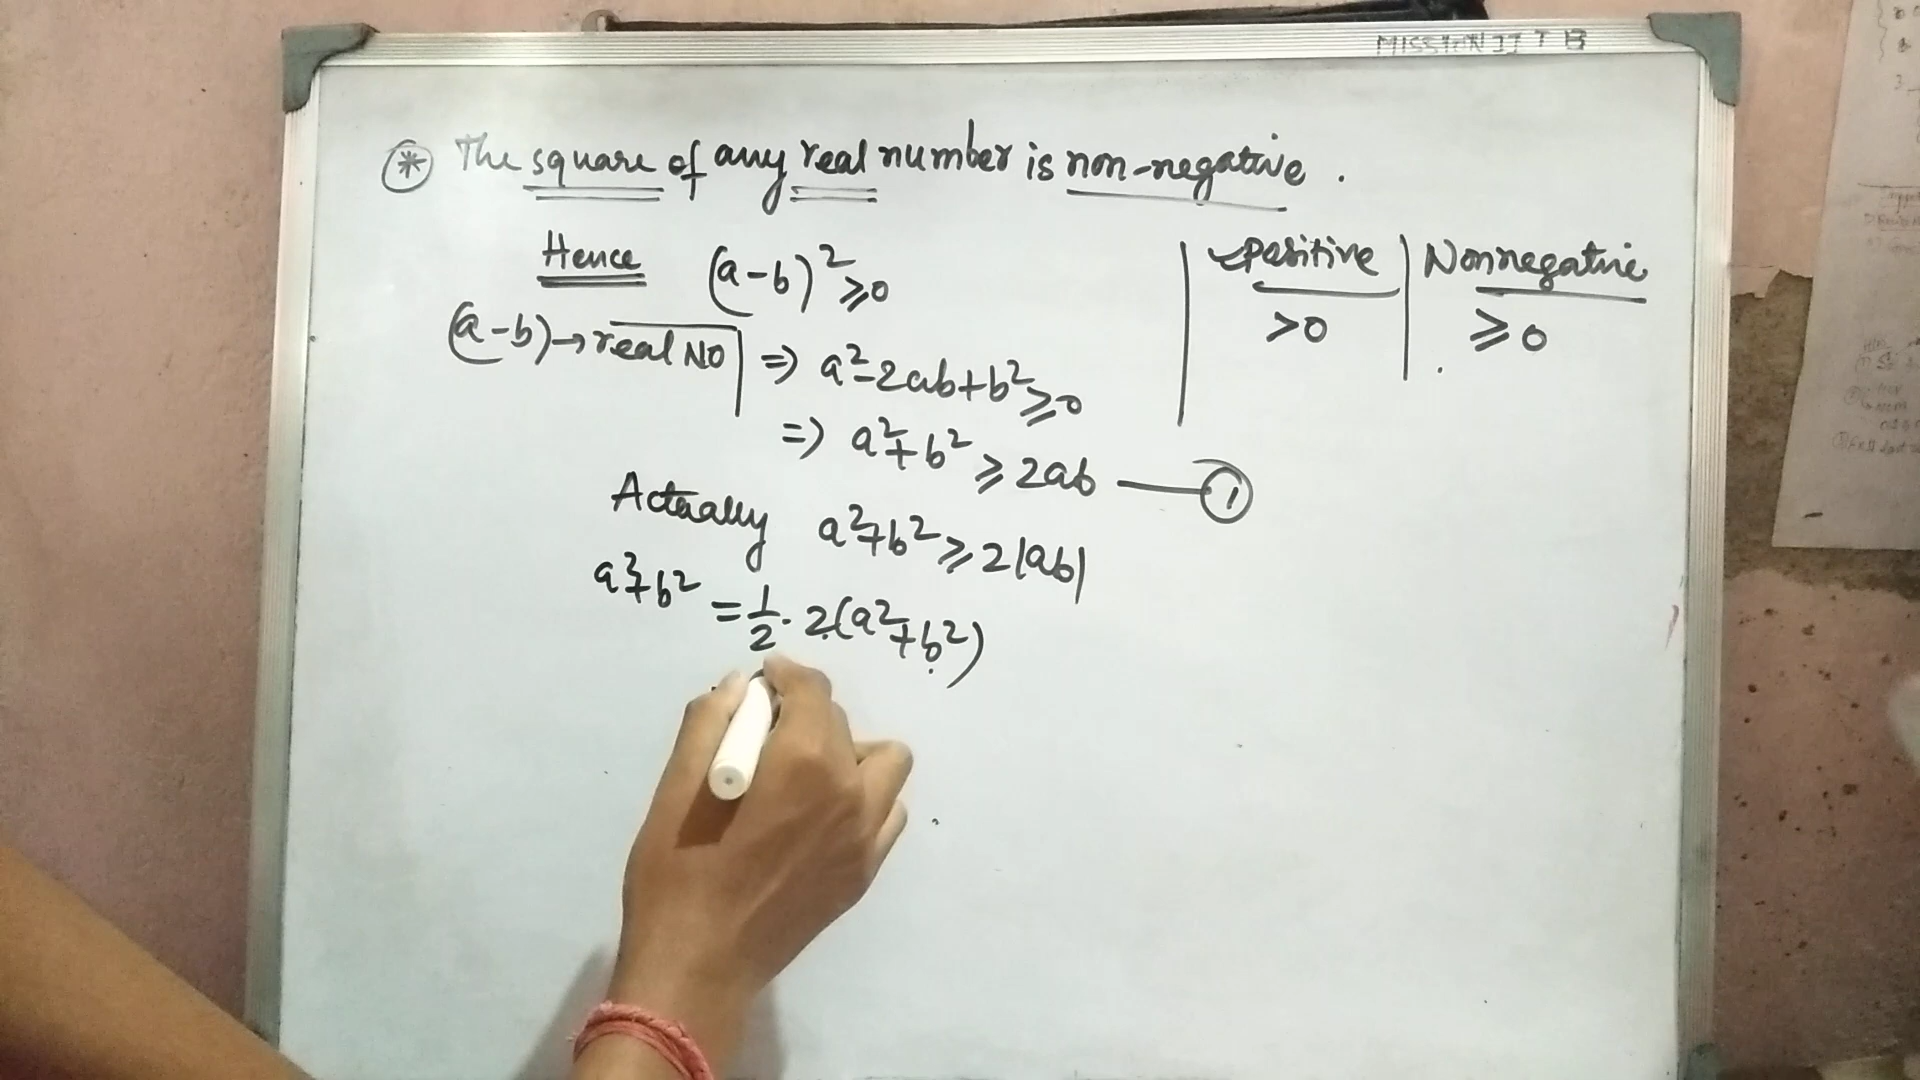 MISSION IIT B
* The square of any real number is non-negative.
Hence (a-b)² ≥ 0
positive | Nonnegative
>0 | ≥ 0
(a-b) → real NO
⇒ a² - 2ab + b² ≥ 0
⇒ a² + b² ≥ 2ab — 1
Actually a² + b² ≥ 2|ab|
a² + b² = 1/2 · 2(a² + b²)